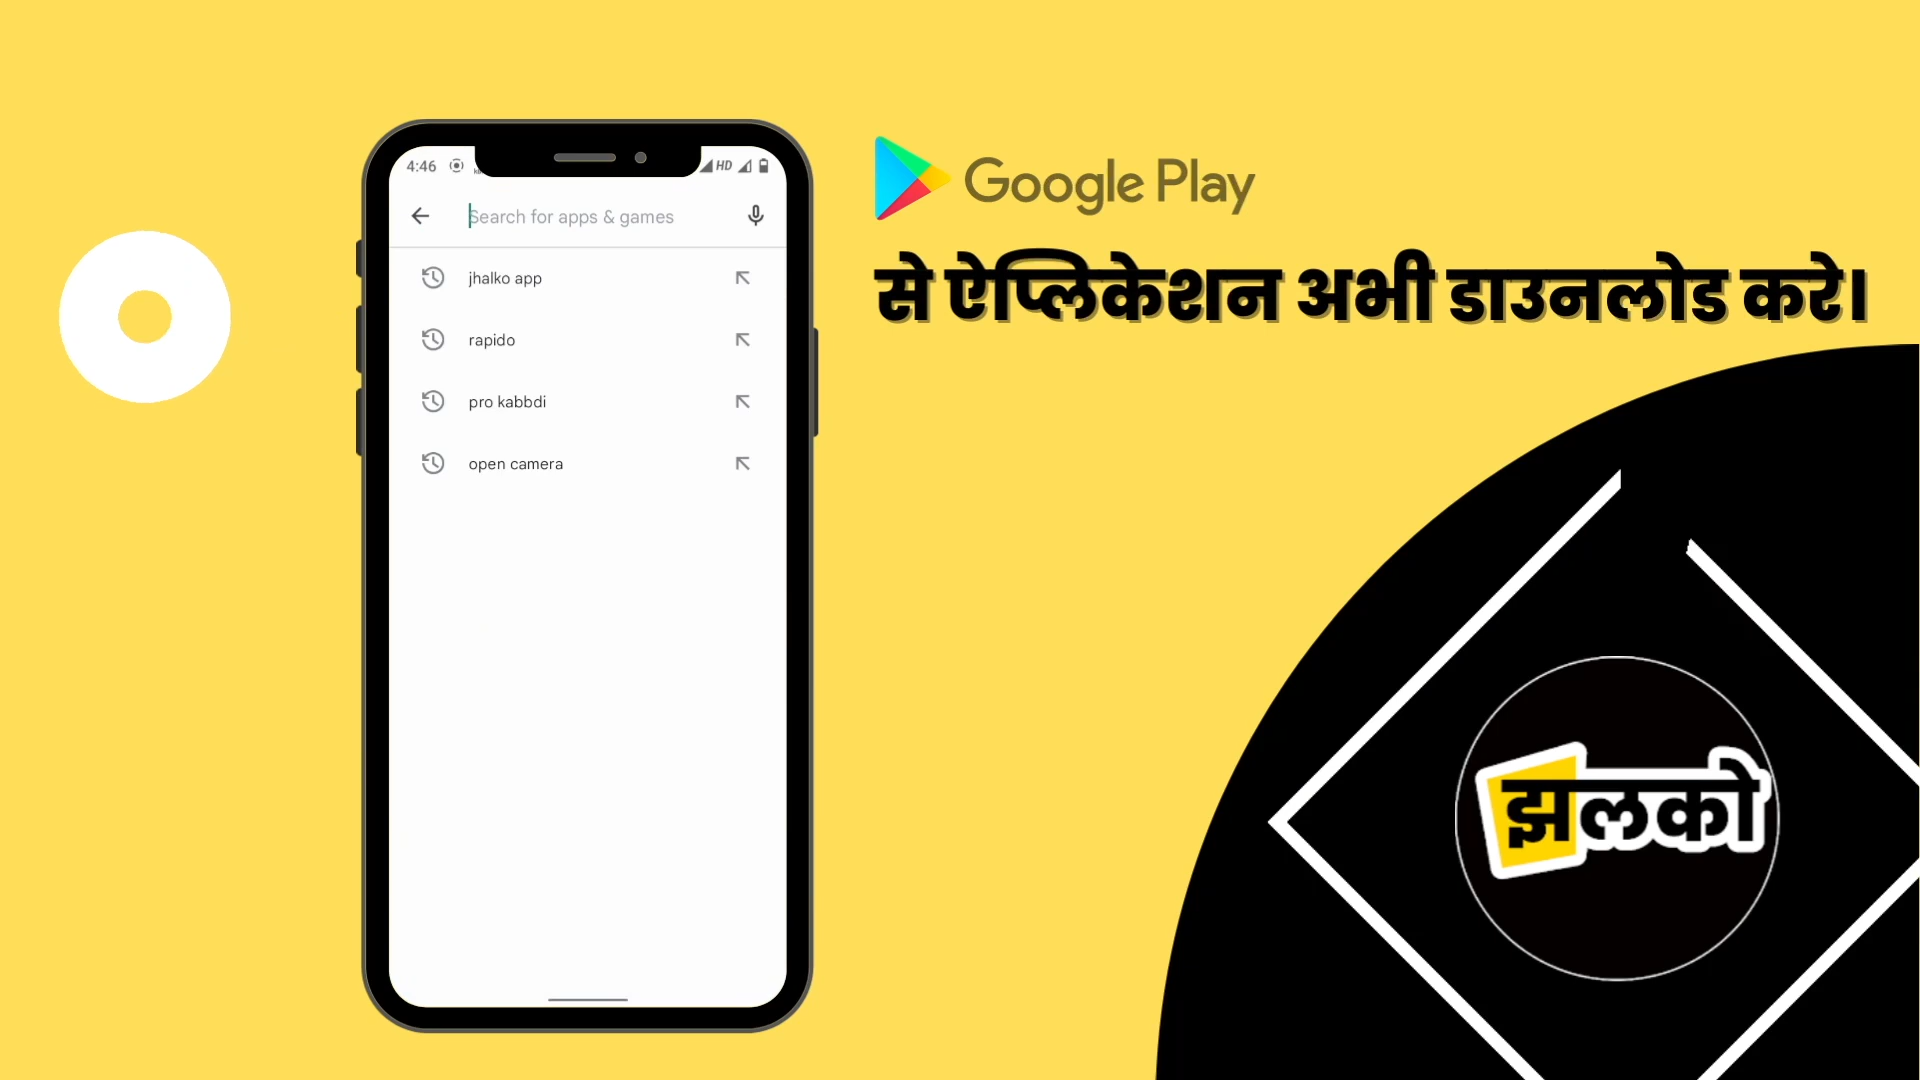 4:46
HD
Search for apps & games
jhalko app
rapido
pro kabbdi
open camera
Google Play
से ऐप्लिकेशन अभी डाउनलोड करे।
झलको